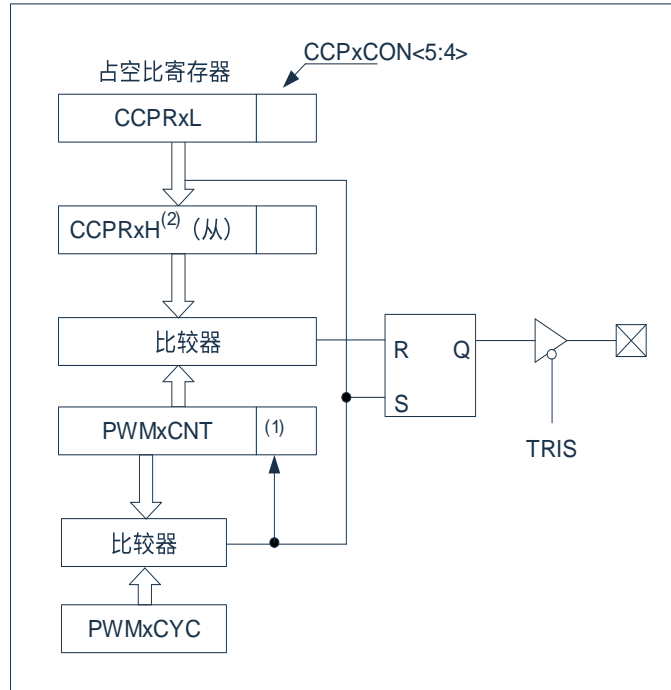 CCPxCON<5:4>
占空比寄存器
CCPRxL
CCPRxH(2)（从）
比较器
R
Q
S
PWMxCNT
(1)
TRIS
比较器
PWMxCYC